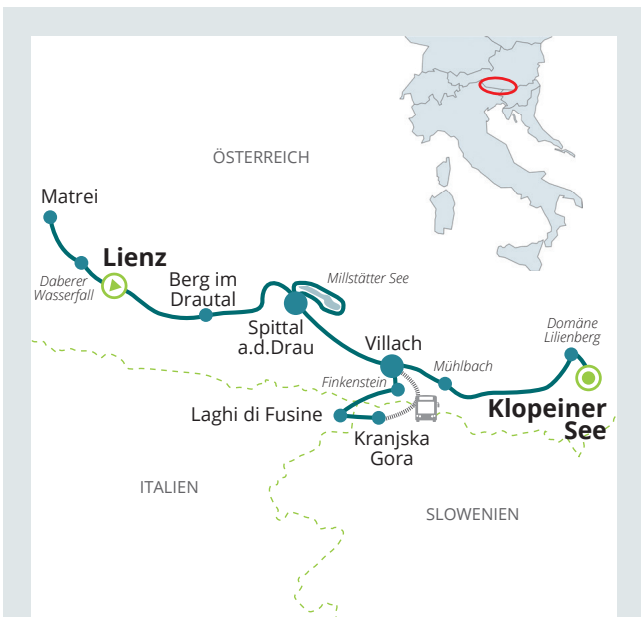 ÖSTERREICH
Matrei
Lienz
Daberer
Wasserfall
Berg im
Drautal
Millstätter See
Spittal
a.d.Drau
Villach
Domäne
Lilienberg
Mühlbach
Finkenstein
Klopeiner
See
Laghi di Fusine
Kranjska
Gora
ITALIEN
SLOWENIEN